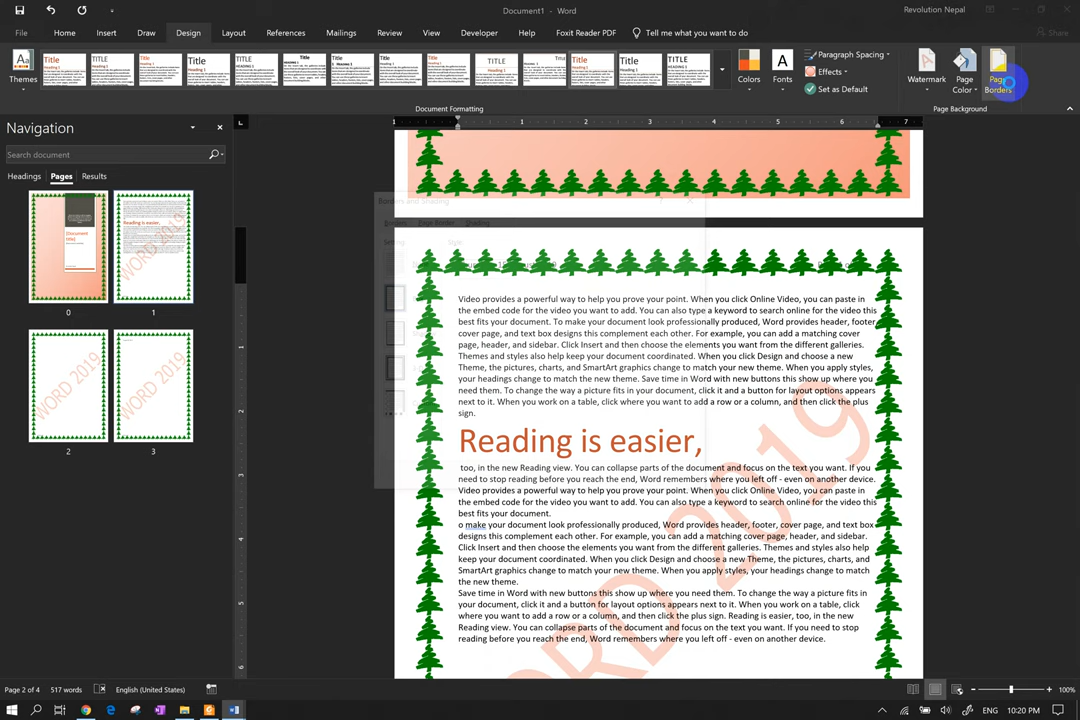 Document1 - Word
Revolution Nepal
File
Home
Insert
Draw
Design
Layout
References
Mailings
Review
View
Developer
Help
Foxit Reader PDF
Tell me what you want to do
Share
Themes
Colors
Fonts
Paragraph Spacing
Effects
Set as Default
Watermark
Page Color
Page Borders
Document Formatting
Page Background
Navigation
Search document
Headings
Pages
Results
Reading is easier,
WORD 2019
WORD 2019
WORD 2019
0
1
2
3
Borders and Shading
Borders
Page Border
Shading
Setting
Style
Video provides a powerful way to help you prove your point. When you click Online Video, you can paste in
the embed code for the video you want to add. You can also type a keyword to search online for the video this
best fits your document. To make your document look professionally produced, Word provides header, footer,
cover page, and text box designs this complement each other. For example, you can add a matching cover
page, header, and sidebar. Click Insert and then choose the elements you want from the different galleries.
Themes and styles also help keep your document coordinated. When you click Design and choose a new
Theme, the pictures, charts, and SmartArt graphics change to match your new theme. When you apply styles,
your headings change to match the new theme. Save time in Word with new buttons this show up where you
need them. To change the way a picture fits in your document, click it and a button for layout options appears
next to it. When you work on a table, click where you want to add a row or a column, and then click the plus
sign.
Reading is easier,
too, in the new Reading view. You can collapse parts of the document and focus on the text you want. If you
need to stop reading before you reach the end, Word remembers where you left off - even on another device.
Video provides a powerful way to help you prove your point. When you click Online Video, you can paste in
the embed code for the video you want to add. You can also type a keyword to search online for the video this
best fits your document.
o make your document look professionally produced, Word provides header, footer, cover page, and text box
designs this complement each other. For example, you can add a matching cover page, header, and sidebar.
Click Insert and then choose the elements you want from the different galleries. Themes and styles also help
keep your document coordinated. When you click Design and choose a new Theme, the pictures, charts, and
SmartArt graphics change to match your new theme. When you apply styles, your headings change to match
the new theme.
Save time in Word with new buttons this show up where you need them. To change the way a picture fits in
your document, click it and a button for layout options appears next to it. When you work on a table, click
where you want to add a row or a column, and then click the plus sign. Reading is easier, too, in the new
Reading view. You can collapse parts of the document and focus on the text you want. If you need to stop
reading before you reach the end, Word remembers where you left off - even on another device.
WORD 2019
Page 2 of 4
517 words
English (United States)
100%
ENG
10:20 PM